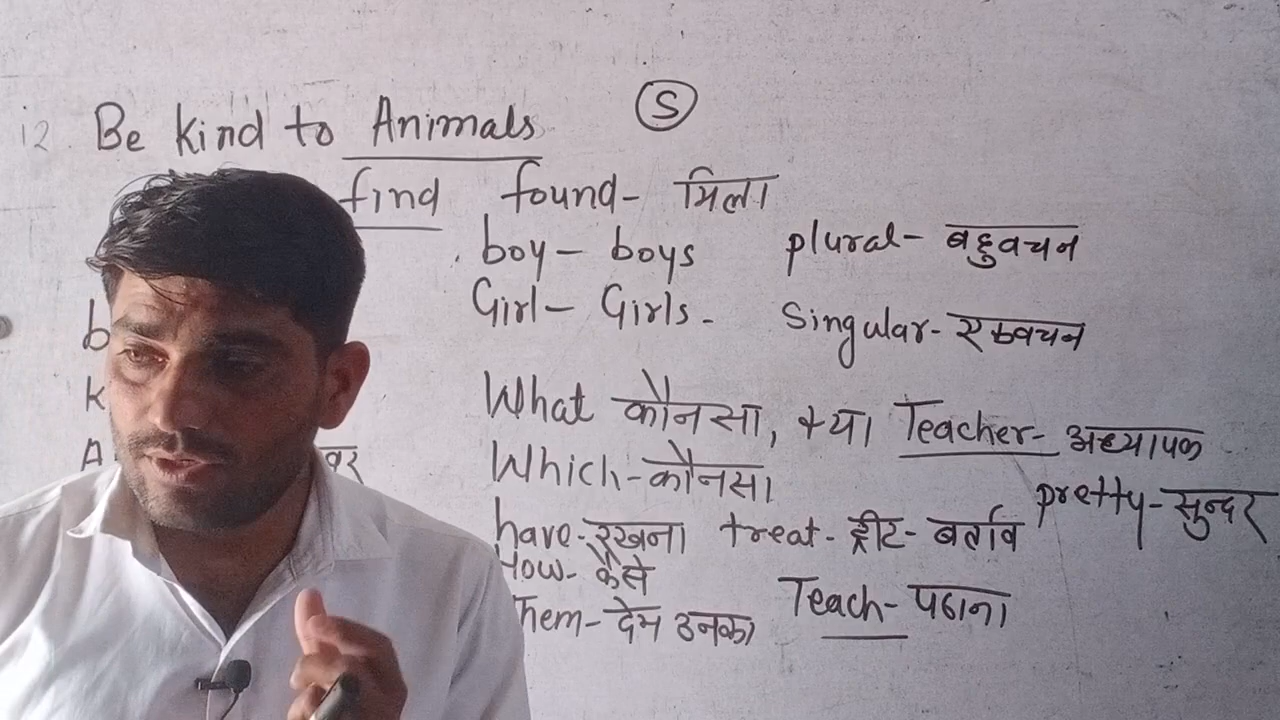 12. Be Kind to Animals (S)
find found- मिला
boy- boys plural- बहुवचन
Girl- Girls- Singular- एकवचन
What कौनसा, क्या Teacher- अध्यापक
Which- कौनसा
pretty- सुन्दर
have- रखना treat- ट्रीट- बर्ताव
How- कैसे
Them- देम उनका Teach- पढाना